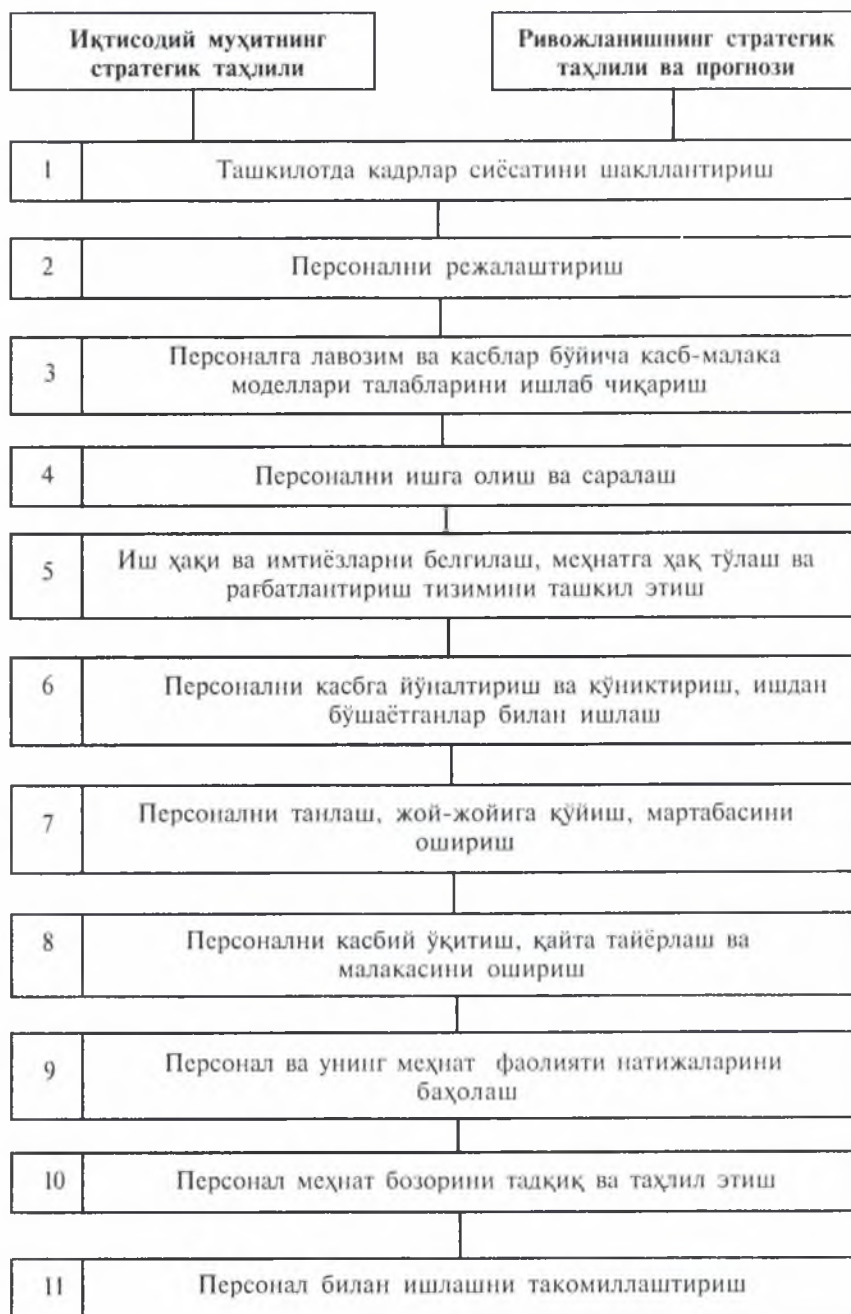 Иқтисодий муҳитнинг
стратегик таҳлили
Ривожланишнинг стратегик
таҳлили ва прогнози
1 Ташкилотда кадрлар сиёсатини шакллантириш
2 Персонални режалаштириш
3 Персоналга лавозим ва касблар бўйича касб-малака
моделлари талабларини ишлаб чиқариш
4 Персонални ишга олиш ва саралаш
5 Иш ҳақи ва имтиёзларни белгилаш, меҳнатга ҳақ тўлаш ва
рағбатлантириш тизимини ташкил этиш
6 Персонални касбга йўналтириш ва кўниктириш, ишдан
бўшаётганлар билан ишлаш
7 Персонални танлаш, жой-жойига қўйиш, мартабасини
ошириш
8 Персонални касбий ўқитиш, қайта тайёрлаш ва
малакасини ошириш
9 Персонал ва унинг меҳнат фаолияти натижаларини
баҳолаш
10 Персонал меҳнат бозорини тадқиқ ва таҳлил этиш
11 Персонал билан ишлашни такомиллаштириш